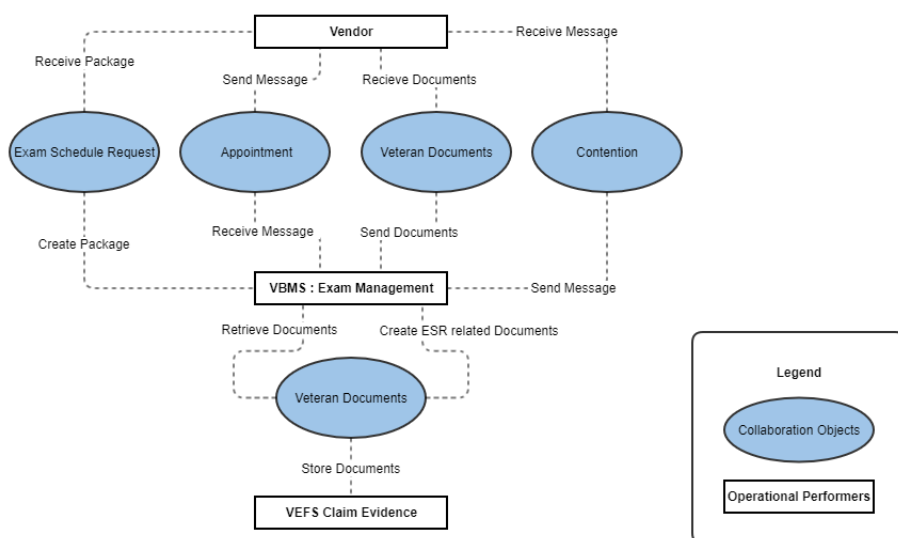 Vendor
Receive Message
Receive Package
Send Message
Recieve Documents
Exam Schedule Request
Appointment
Veteran Documents
Contention
Create Package
Receive Message
Send Documents
VBMS : Exam Management
Send Message
Retrieve Documents
Create ESR related Documents
Legend
Veteran Documents
Collaboration Objects
Store Documents
Operational Performers
VEFS Claim Evidence